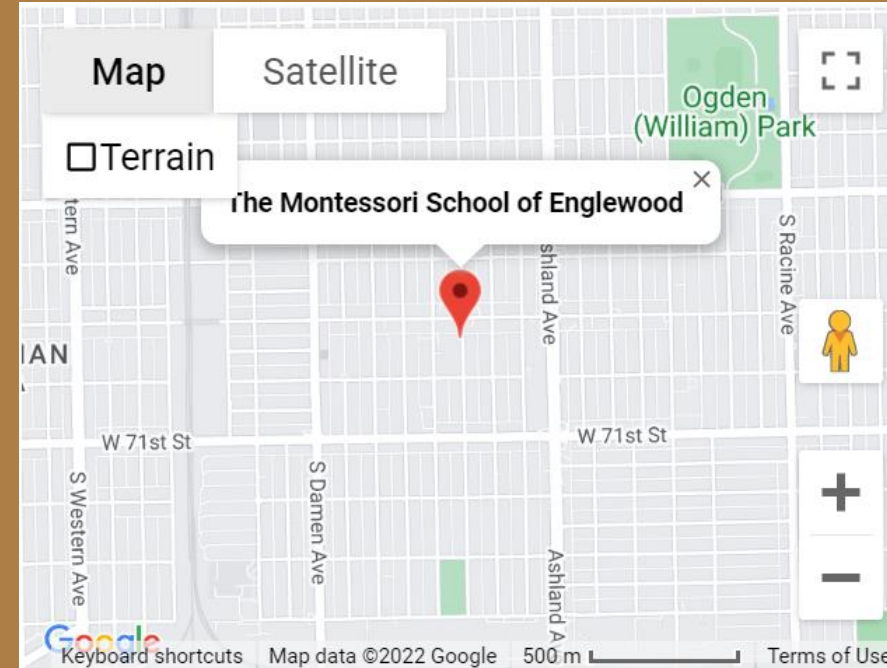 Map
Satellite
Terrain
Ogden
(William) Park
The Montessori School of Englewood
tern Ave
shland Ave
S Racine Ave
IAN
W 71st St
W 71st St
S Western Ave
S Damen Ave
Ashland A
Google
Keyboard shortcuts
Map data ©2022 Google
500 m
Terms of Use